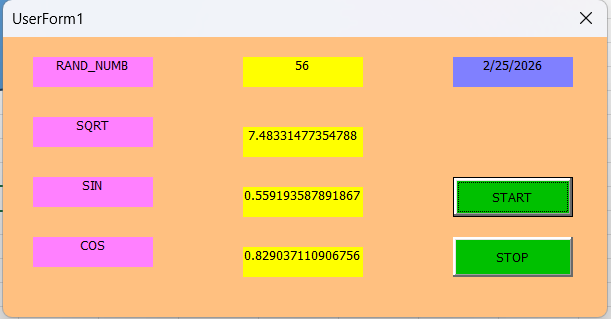 UserForm1
RAND_NUMB 56 2/25/2026
SQRT 7.48331477354788
SIN 0.559193587891867 START
COS 0.829037110906756 STOP